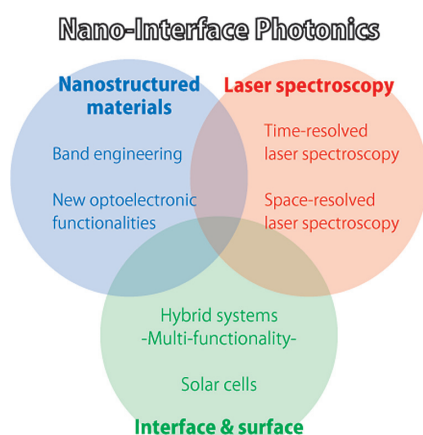 Nano-Interface Photonics
Nanostructured
materials
Band engineering
New optoelectronic
functionalities
Laser spectroscopy
Time-resolved
laser spectroscopy
Space-resolved
laser spectroscopy
Hybrid systems
-Multi-functionality-
Solar cells
Interface & surface